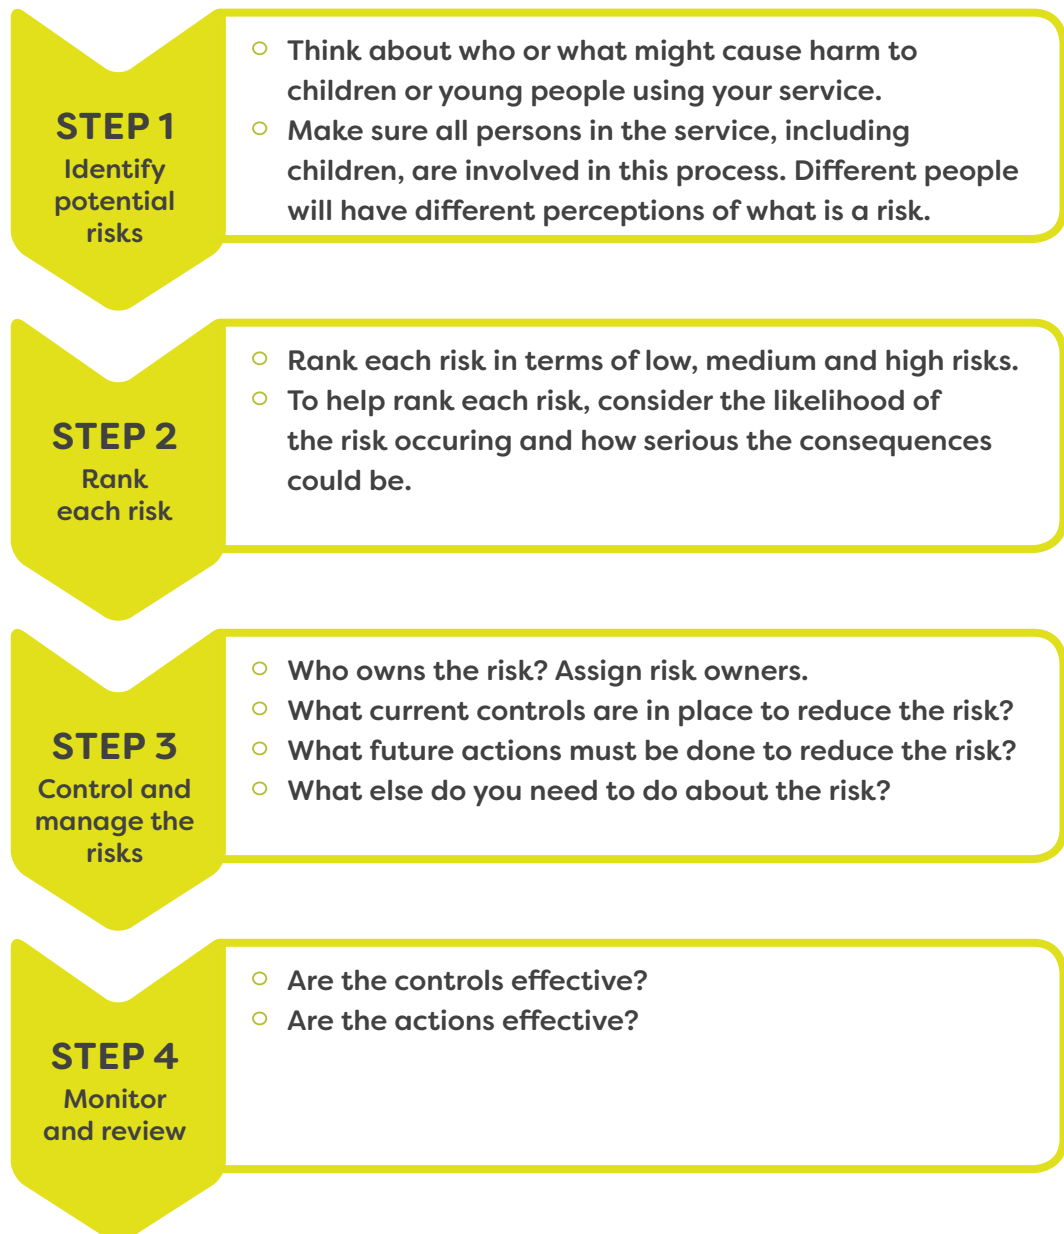 STEP 1
Identify
potential
risks
○ Think about who or what might cause harm to
children or young people using your service.
○ Make sure all persons in the service, including
children, are involved in this process. Different people
will have different perceptions of what is a risk.
STEP 2
Rank
each risk
○ Rank each risk in terms of low, medium and high risks.
○ To help rank each risk, consider the likelihood of
the risk occuring and how serious the consequences
could be.
STEP 3
Control and
manage the
risks
○ Who owns the risk? Assign risk owners.
○ What current controls are in place to reduce the risk?
○ What future actions must be done to reduce the risk?
○ What else do you need to do about the risk?
STEP 4
Monitor
and review
○ Are the controls effective?
○ Are the actions effective?